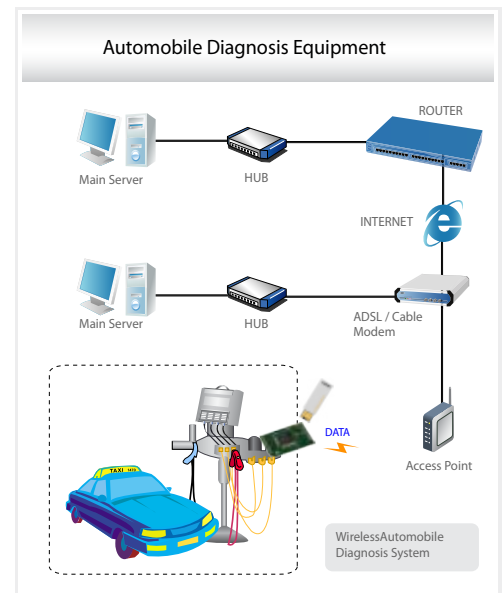 Automobile Diagnosis Equipment
ROUTER
Main Server
HUB
INTERNET
Main Server
HUB
ADSL / Cable
Modem
TAXI
DATA
Access Point
WirelessAutomobile
Diagnosis System